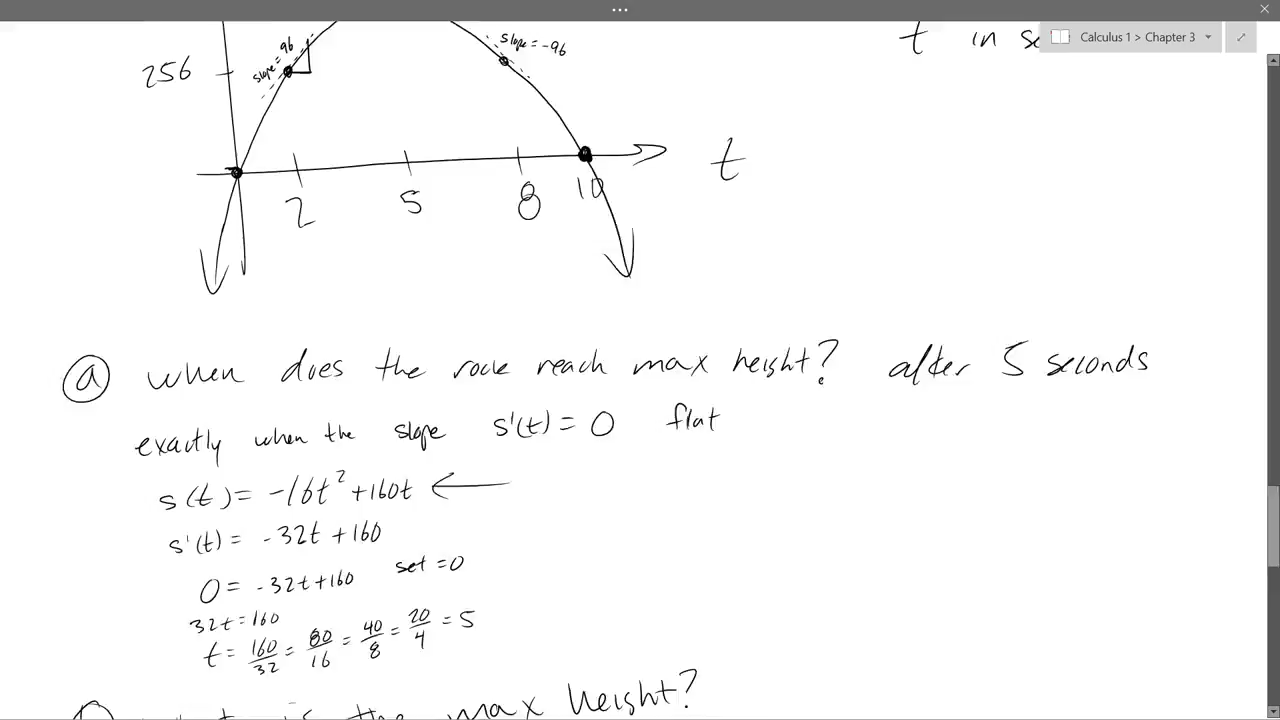 Calculus 1 > Chapter 3
t in s
slope = 96
slope = -96
256
t
2 5 8 10
a when does the rock reach max height? after 5 seconds
exactly when the slope s'(t) = 0 flat
s(t) = -16t² + 160t ←
s'(t) = -32t + 160
0 = -32t + 160 set = 0
32t = 160
t = 160/32 = 80/16 = 40/8 = 20/4 = 5
is the max height?